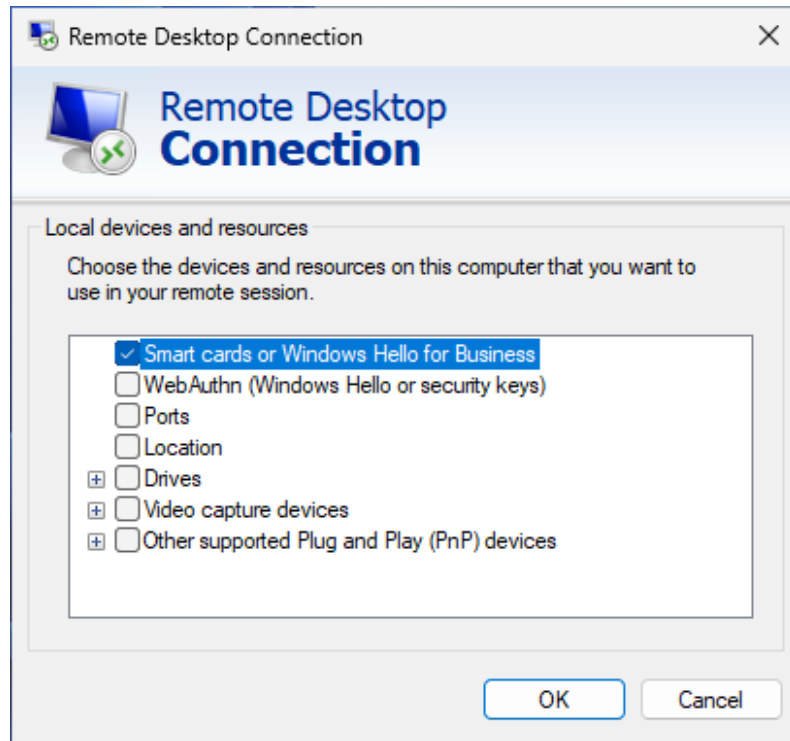 Remote Desktop Connection
Remote Desktop
Connection
Local devices and resources
Choose the devices and resources on this computer that you want to
use in your remote session.
Smart cards or Windows Hello for Business
WebAuthn (Windows Hello or security keys)
Ports
Location
Drives
Video capture devices
Other supported Plug and Play (PnP) devices
OK
Cancel